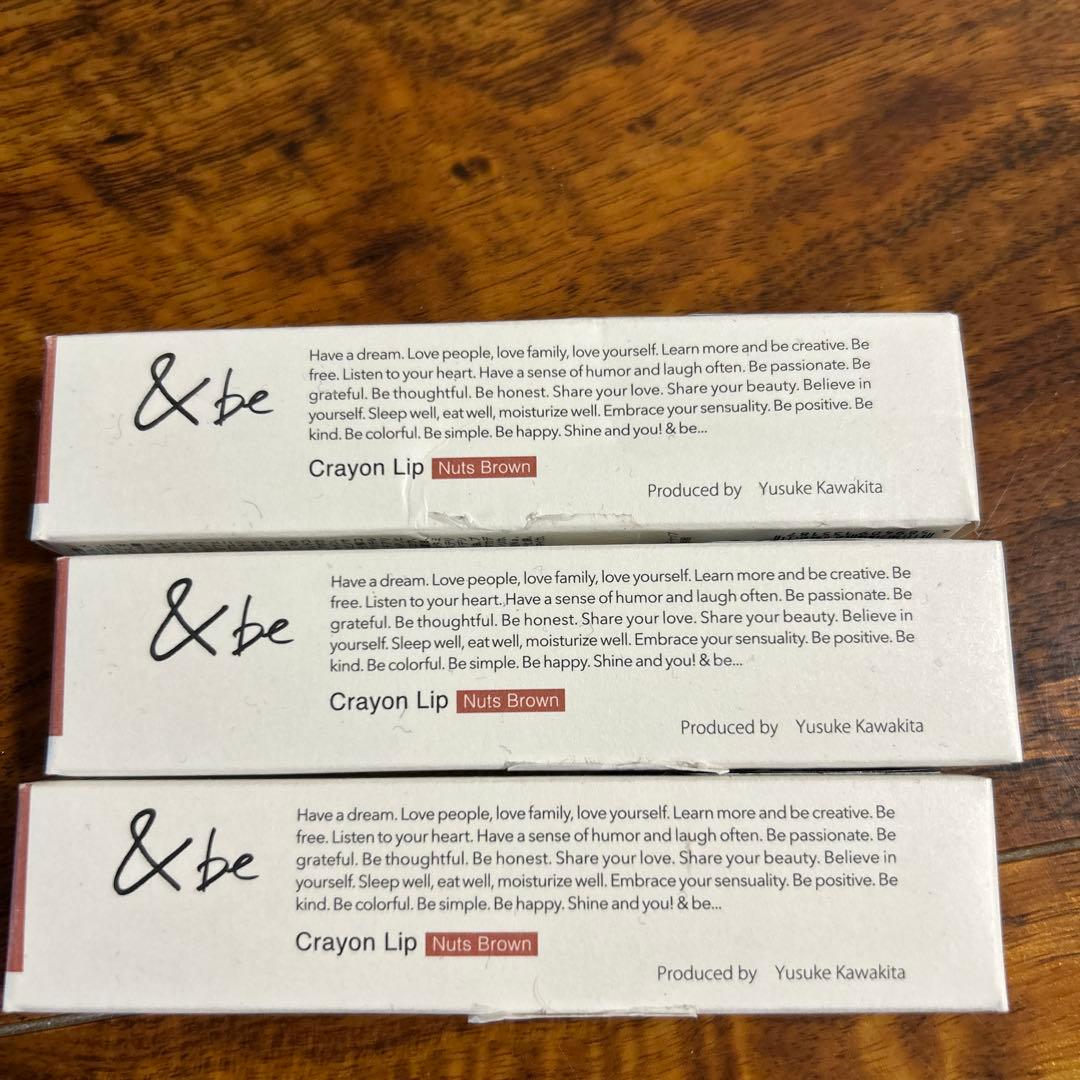 &be
Have a dream. Love people, love family, love yourself. Learn more and be creative. Be
free. Listen to your heart. Have a sense of humor and laugh often. Be passionate. Be
grateful. Be thoughtful. Be honest. Share your love. Share your beauty. Believe in
yourself. Sleep well, eat well, moisturize well. Embrace your sensuality. Be positive. Be
kind. Be colorful. Be simple. Be happy. Shine and you! & be...
Crayon Lip Nuts Brown
Produced by Yusuke Kawakita
&be
Have a dream. Love people, love family, love yourself. Learn more and be creative. Be
free. Listen to your heart. Have a sense of humor and laugh often. Be passionate. Be
grateful. Be thoughtful. Be honest. Share your love. Share your beauty. Believe in
yourself. Sleep well, eat well, moisturize well. Embrace your sensuality. Be positive. Be
kind. Be colorful. Be simple. Be happy. Shine and you! & be...
Crayon Lip Nuts Brown
Produced by Yusuke Kawakita
&be
Have a dream. Love people, love family, love yourself. Learn more and be creative. Be
free. Listen to your heart. Have a sense of humor and laugh often. Be passionate. Be
grateful. Be thoughtful. Be honest. Share your love. Share your beauty. Believe in
yourself. Sleep well, eat well, moisturize well. Embrace your sensuality. Be positive. Be
kind. Be colorful. Be simple. Be happy. Shine and you! & be...
Crayon Lip Nuts Brown
Produced by Yusuke Kawakita